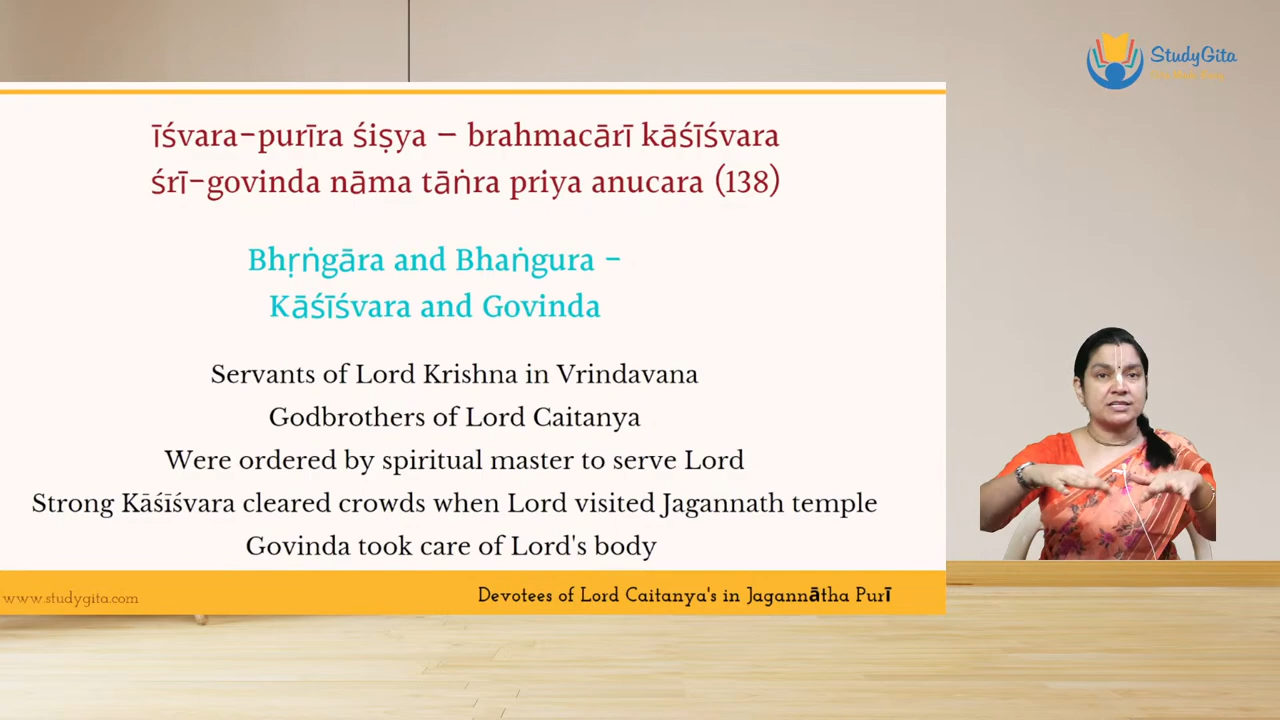 StudyGita
īśvara-purīra śiṣya – brahmacārī kāśīśvara
śrī-govinda nāma tāṅra priya anucara (138)
Bhṛṅgāra and Bhaṅgura -
Kāśīśvara and Govinda
Servants of Lord Krishna in Vrindavana
Godbrothers of Lord Caitanya
Were ordered by spiritual master to serve Lord
Strong Kāśīśvara cleared crowds when Lord visited Jagannath temple
Govinda took care of Lord's body
www.studygita.com
Devotees of Lord Caitanya's in Jagannātha Purī